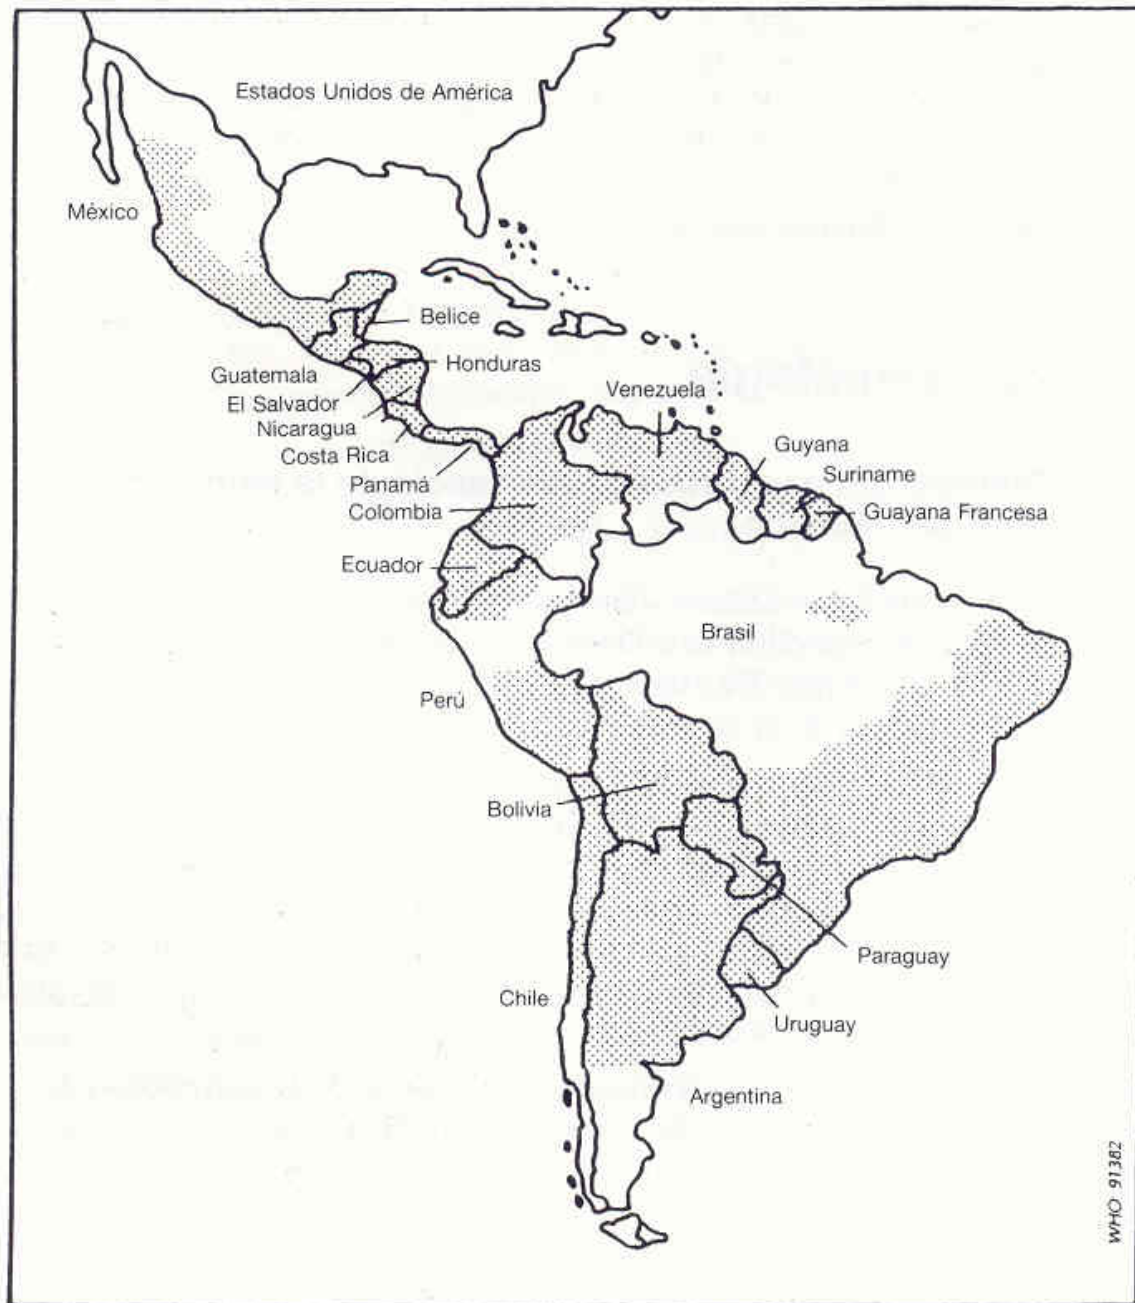 Estados Unidos de América
México
Belice
Honduras
Guatemala
El Salvador
Nicaragua
Costa Rica
Panamá
Colombia
Venezuela
Guyana
Suriname
Guayana Francesa
Ecuador
Brasil
Perú
Bolivia
Paraguay
Chile
Uruguay
Argentina
WHO 91382